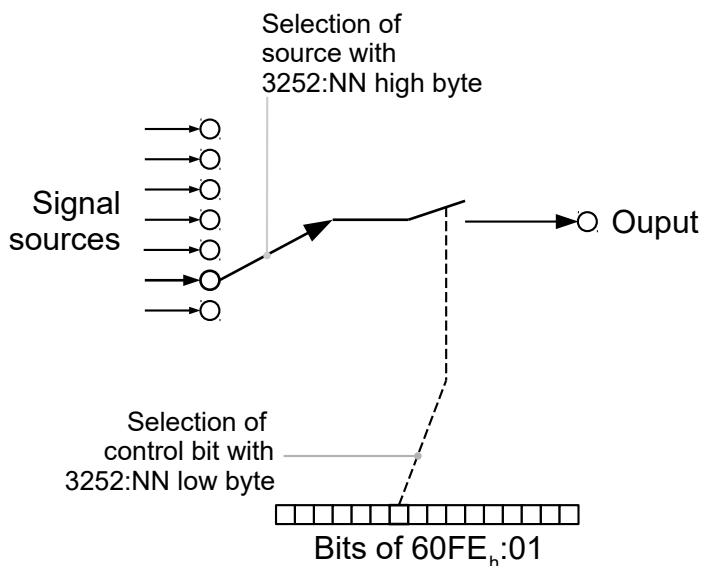 Selection of
source with
3252:NN high byte
Signal
sources
Ouput
Selection of
control bit with
3252:NN low byte
Bits of 60FEh:01